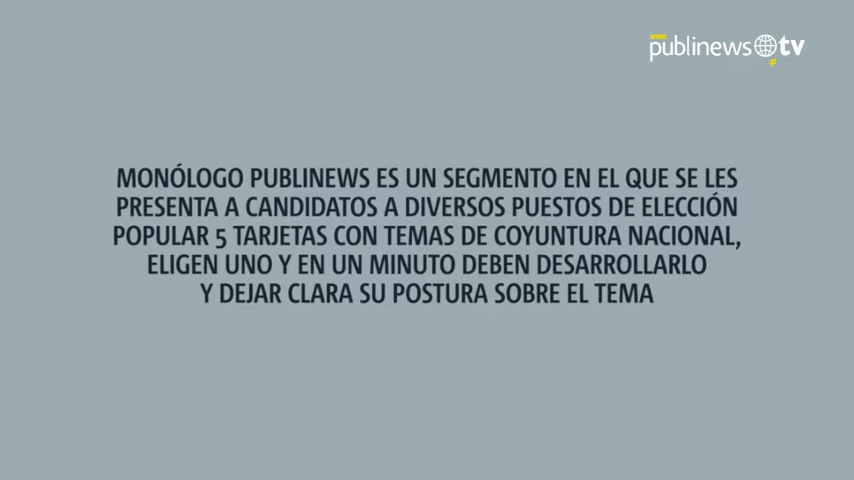 www.
publinews tv
MONÓLOGO PUBLINEWS ES UN SEGMENTO EN EL QUE SE LES
PRESENTA A CANDIDATOS A DIVERSOS PUESTOS DE ELECCIÓN
POPULAR 5 TARJETAS CON TEMAS DE COYUNTURA NACIONAL,
ELIGEN UNO Y EN UN MINUTO DEBEN DESARROLLARLO
Y DEJAR CLARA SU POSTURA SOBRE EL TEMA